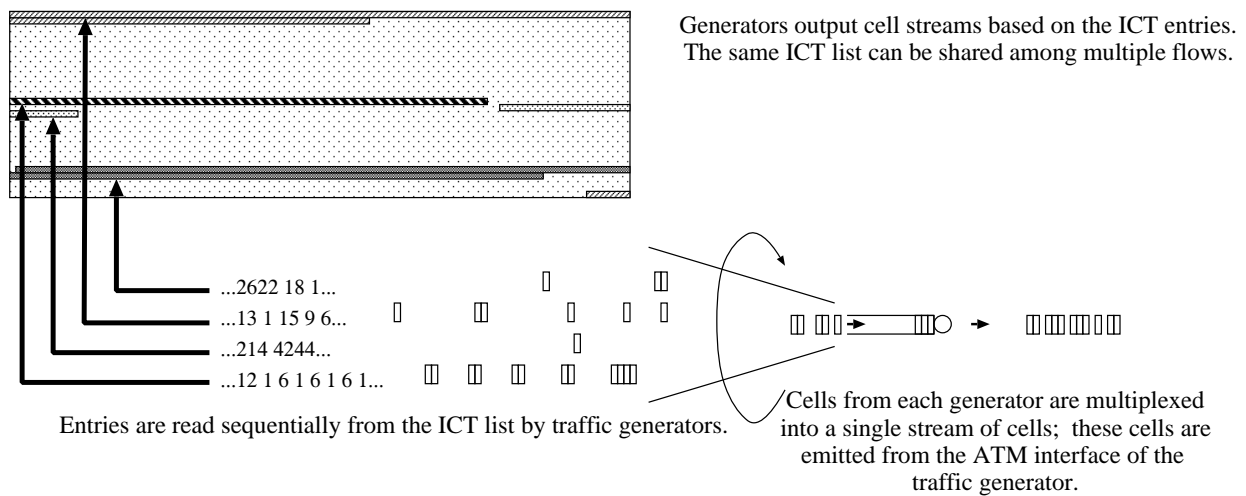 Generators output cell streams based on the ICT entries.
The same ICT list can be shared among multiple flows.
...2622 18 1...
...13 1 15 9 6...
...214 4244...
...12 1 6 1 6 1 6 1...
Entries are read sequentially from the ICT list by traffic generators.
Cells from each generator are multiplexed
into a single stream of cells; these cells are
emitted from the ATM interface of the
traffic generator.